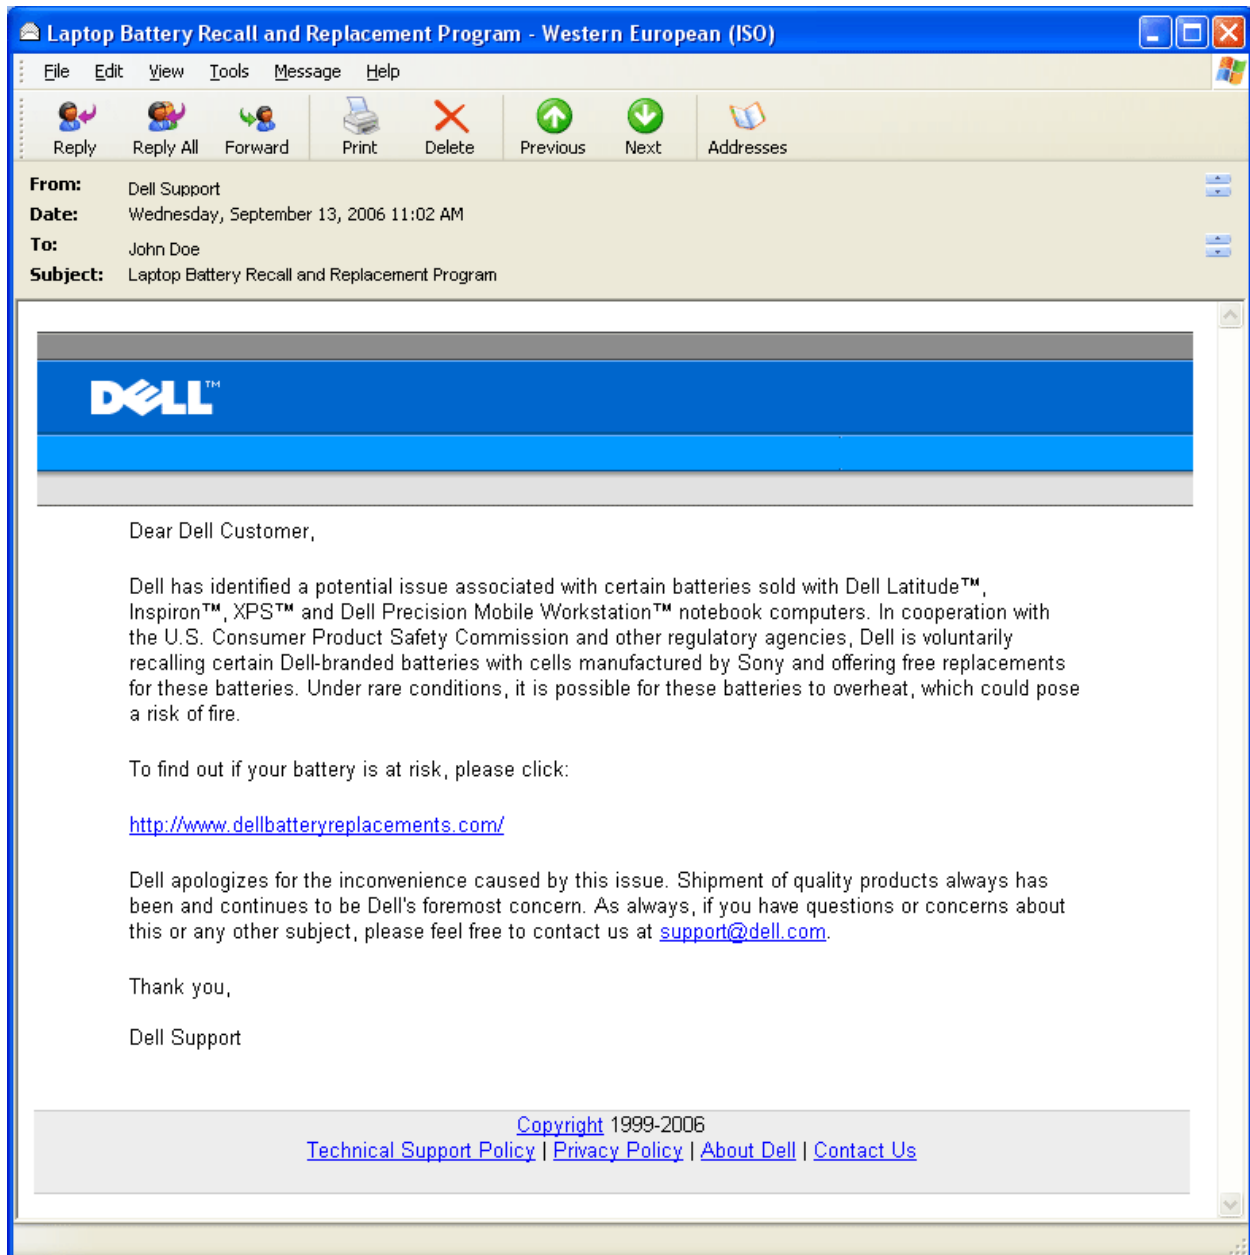 Laptop Battery Recall and Replacement Program - Western European (ISO)
File Edit View Tools Message Help
Reply Reply All Forward Print Delete Previous Next Addresses
From: Dell Support
Date: Wednesday, September 13, 2006 11:02 AM
To: John Doe
Subject: Laptop Battery Recall and Replacement Program
DELL™
Dear Dell Customer,
Dell has identified a potential issue associated with certain batteries sold with Dell Latitude™,
Inspiron™, XPS™ and Dell Precision Mobile Workstation™ notebook computers. In cooperation with
the U.S. Consumer Product Safety Commission and other regulatory agencies, Dell is voluntarily
recalling certain Dell-branded batteries with cells manufactured by Sony and offering free replacements
for these batteries. Under rare conditions, it is possible for these batteries to overheat, which could pose
a risk of fire.
To find out if your battery is at risk, please click:
http://www.dellbatteryreplacements.com/
Dell apologizes for the inconvenience caused by this issue. Shipment of quality products always has
been and continues to be Dell's foremost concern. As always, if you have questions or concerns about
this or any other subject, please feel free to contact us at support@dell.com.
Thank you,
Dell Support
Copyright 1999-2006
Technical Support Policy | Privacy Policy | About Dell | Contact Us